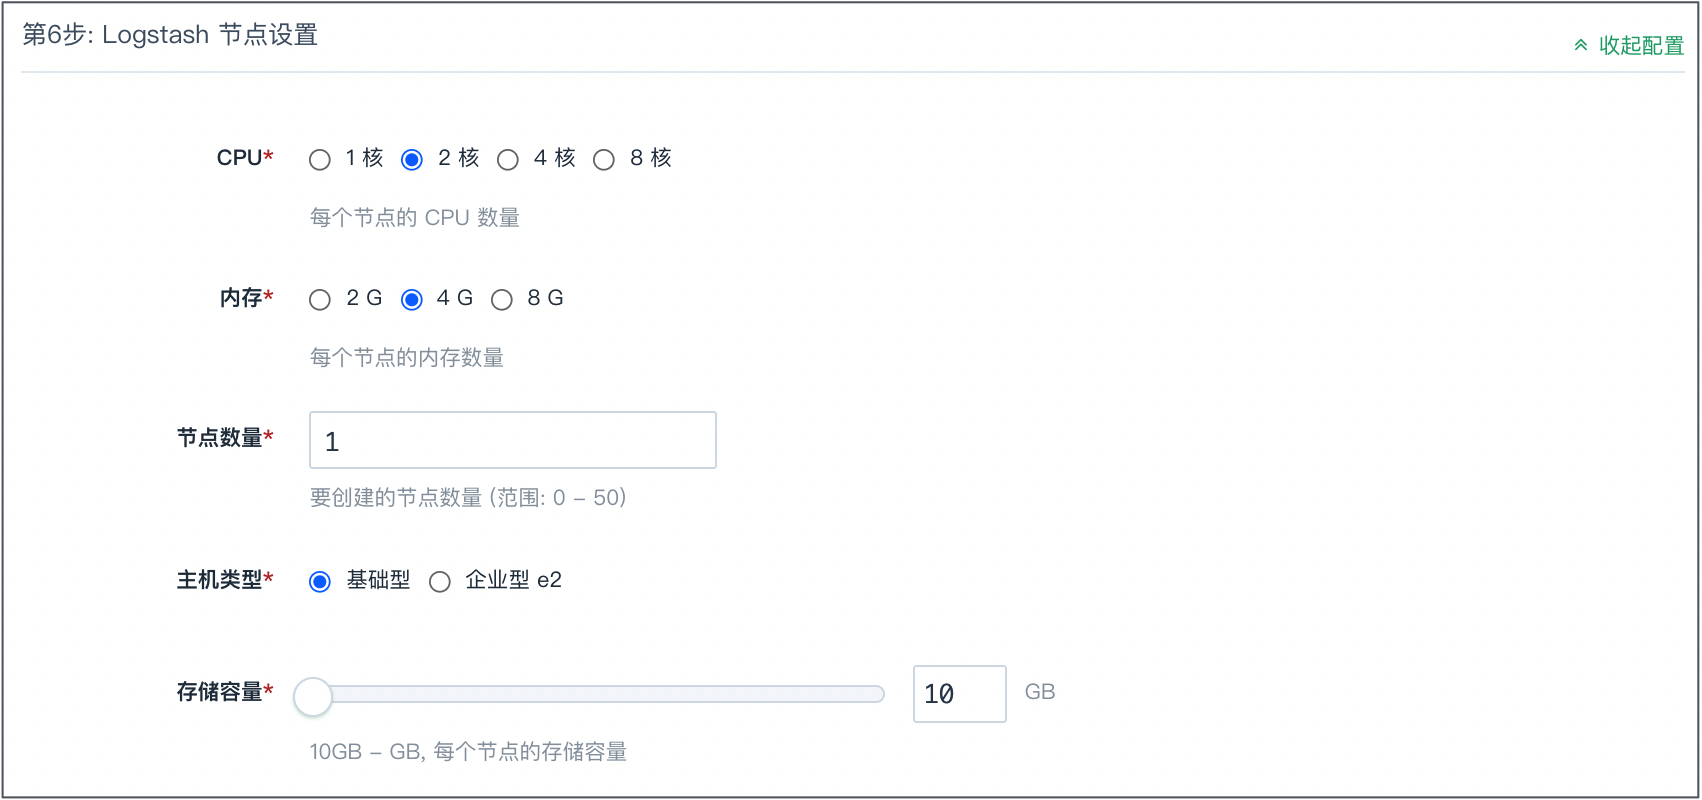 第6步: Logstash 节点设置
收起配置
CPU* 1 核 2 核 4 核 8 核
每个节点的 CPU 数量
内存* 2 G 4 G 8 G
每个节点的内存数量
节点数量* 1
要创建的节点数量 (范围: 0 – 50)
主机类型* 基础型 企业型 e2
存储容量* 10 GB
10GB – GB, 每个节点的存储容量